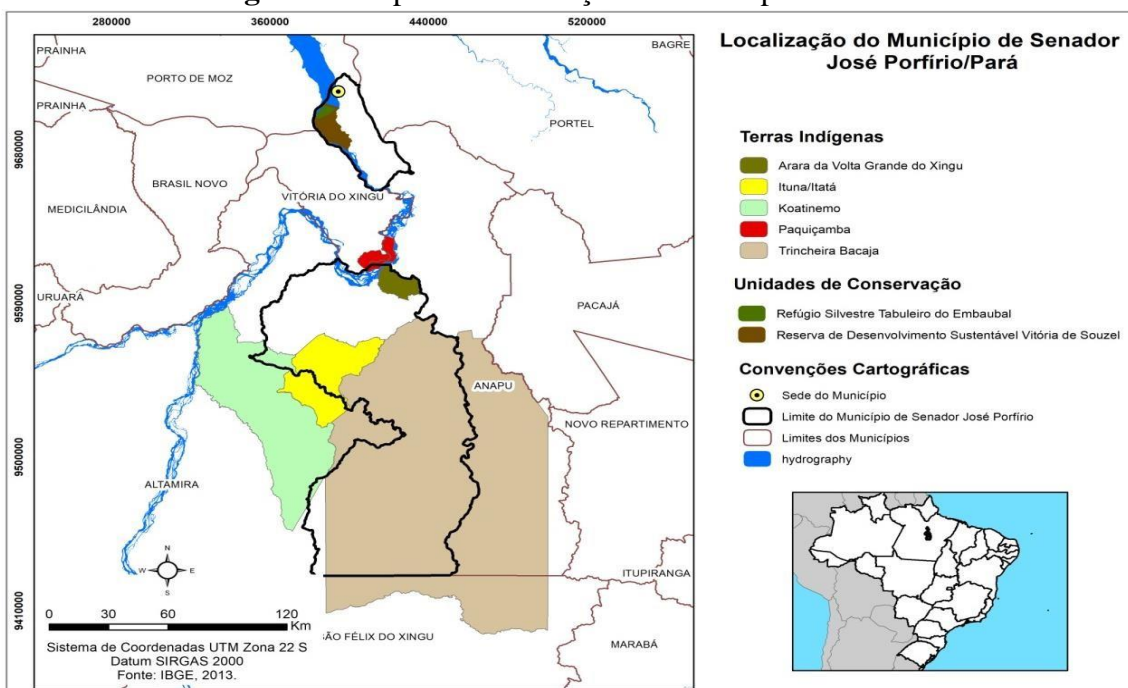 280000
360000
440000
520000
PRAINHA
BAGRE
PORTO DE MOZ
PRAINHA
PORTEL
9680000
BRASIL NOVO
VITÓRIA DO XINGU
MEDICILÂNDIA
URUARÁ
9590000
PACAJÁ
ANAPU
NOVO REPARTIMENTO
9500000
ALTAMIRA
N
W
E
S
ITUPIRANGA
9410000
0 30 60 120
Km
ÃO FÉLIX DO XINGU
MARABÁ
Sistema de Coordenadas UTM Zona 22 S
Datum SIRGAS 2000
Fonte: IBGE, 2013.
Localização do Município de Senador
José Porfírio/Pará
Terras Indígenas
Arara da Volta Grande do Xingu
Ituna/Itatá
Koatinemo
Paquiçamba
Trincheira Bacaja
Unidades de Conservação
Refúgio Silvestre Tabuleiro do Embaubal
Reserva de Desenvolvimento Sustentável Vitória de Souzel
Convenções Cartográficas
Sede do Município
Limite do Município de Senador José Porfírio
Limites dos Municípios
hydrography